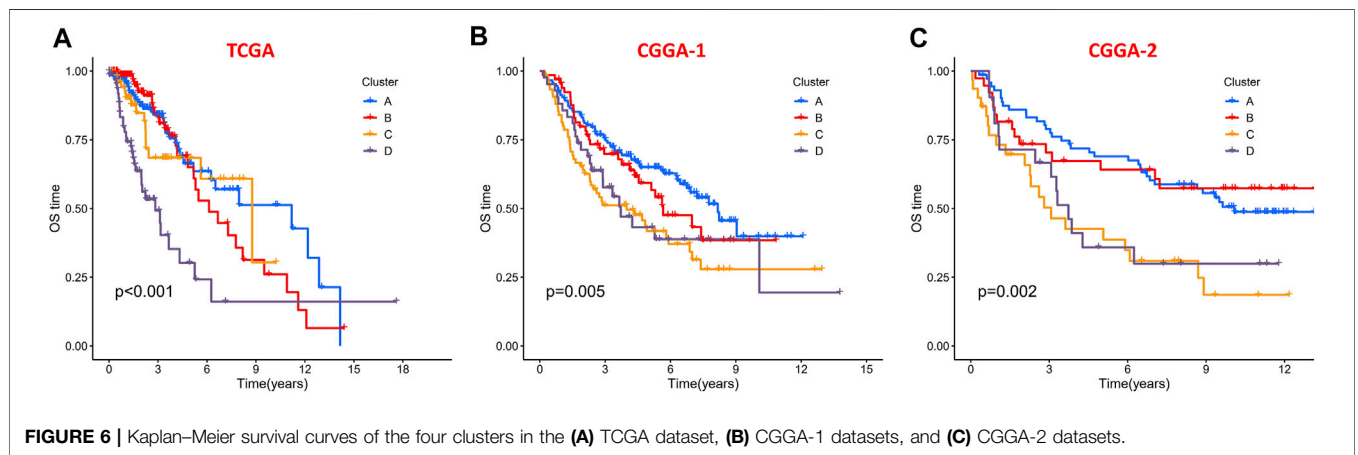 A
TCGA
1.00
0.75
0.50
0.25
0.00
OS time
Cluster
A
B
C
D
p<0.001
0 3 6 9 12 15 18
Time(years)
B
CGGA-1
1.00
0.75
0.50
0.25
0.00
OS time
Cluster
A
B
C
D
p=0.005
0 3 6 9 12 15
Time(years)
C
CGGA-2
1.00
0.75
0.50
0.25
0.00
OS time
Cluster
A
B
C
D
p=0.002
0 3 6 9 12
Time(years)
FIGURE 6 | Kaplan–Meier survival curves of the four clusters in the (A) TCGA dataset, (B) CGGA-1 datasets, and (C) CGGA-2 datasets.